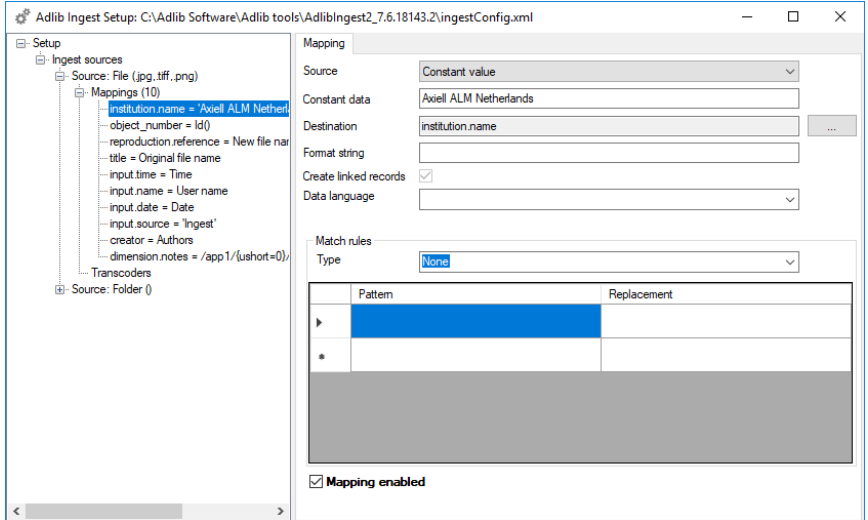 Adlib Ingest Setup: C:\Adlib Software\Adlib tools\AdlibIngest2_7.6.18143.2\ingestConfig.xml
Setup
Ingest sources
Source: File (.jpg,.tiff,.png)
Mappings (10)
institution.name = 'Axiell ALM Netherl
object_number = Id()
reproduction.reference = New file nar
title = Original file name
input.time = Time
input.name = User name
input.date = Date
input.source = 'Ingest'
creator = Authors
dimension.notes = /app1/{ushort=0}/
Transcoders
Source: Folder ()
Mapping
Source
Constant value
Constant data
Axiell ALM Netherlands
Destination
institution.name
...
Format string
Create linked records
Data language
Match rules
Type
None
Pattern
Replacement
Mapping enabled